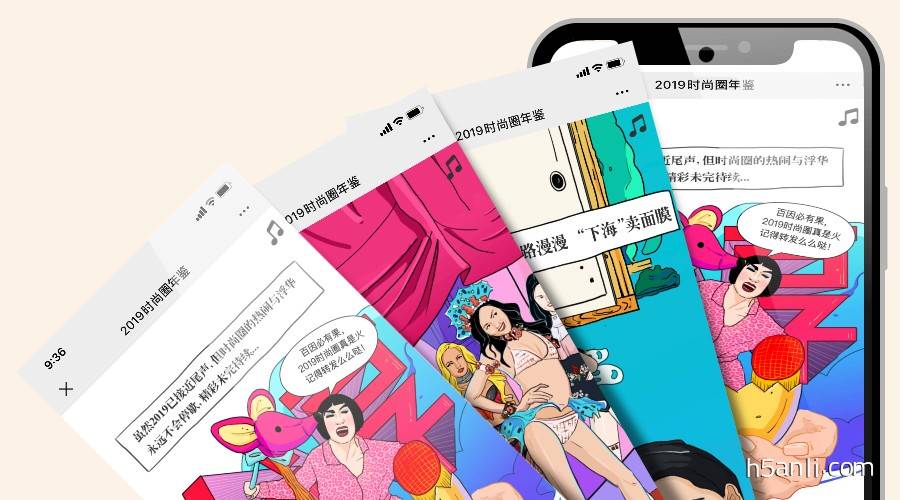 9:36
2019时尚圈年鉴
虽然2019已接近尾声,但时尚圈的热闹与浮华
永远不会停歇,精彩未完待续...
百因必有果,
2019时尚圈真是火
记得转发么么哒!
2019时尚圈年鉴
2019时尚圈年鉴
路漫漫 “下海”卖面膜
2019时尚圈年鉴
近尾声,但时尚圈的热闹与浮华
精彩未完待续...
百因必有果,
2019时尚圈真是火
记得转发么么哒!
h5anli.com